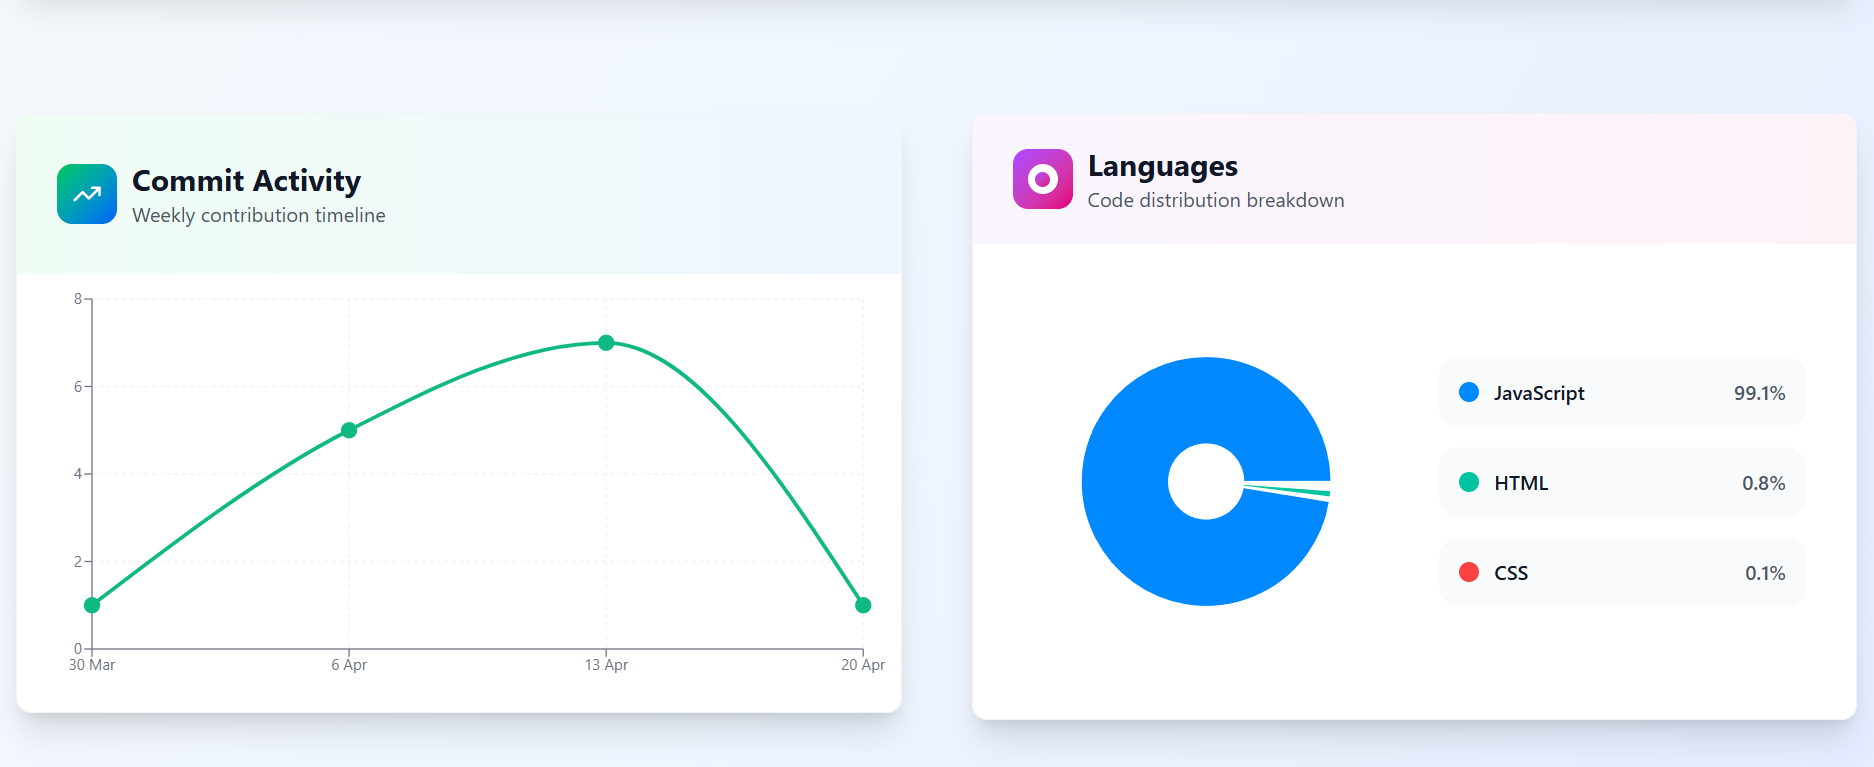 Commit Activity
Weekly contribution timeline
8
6
4
2
0
30 Mar
6 Apr
13 Apr
20 Apr
Languages
Code distribution breakdown
JavaScript 99.1%
HTML 0.8%
CSS 0.1%